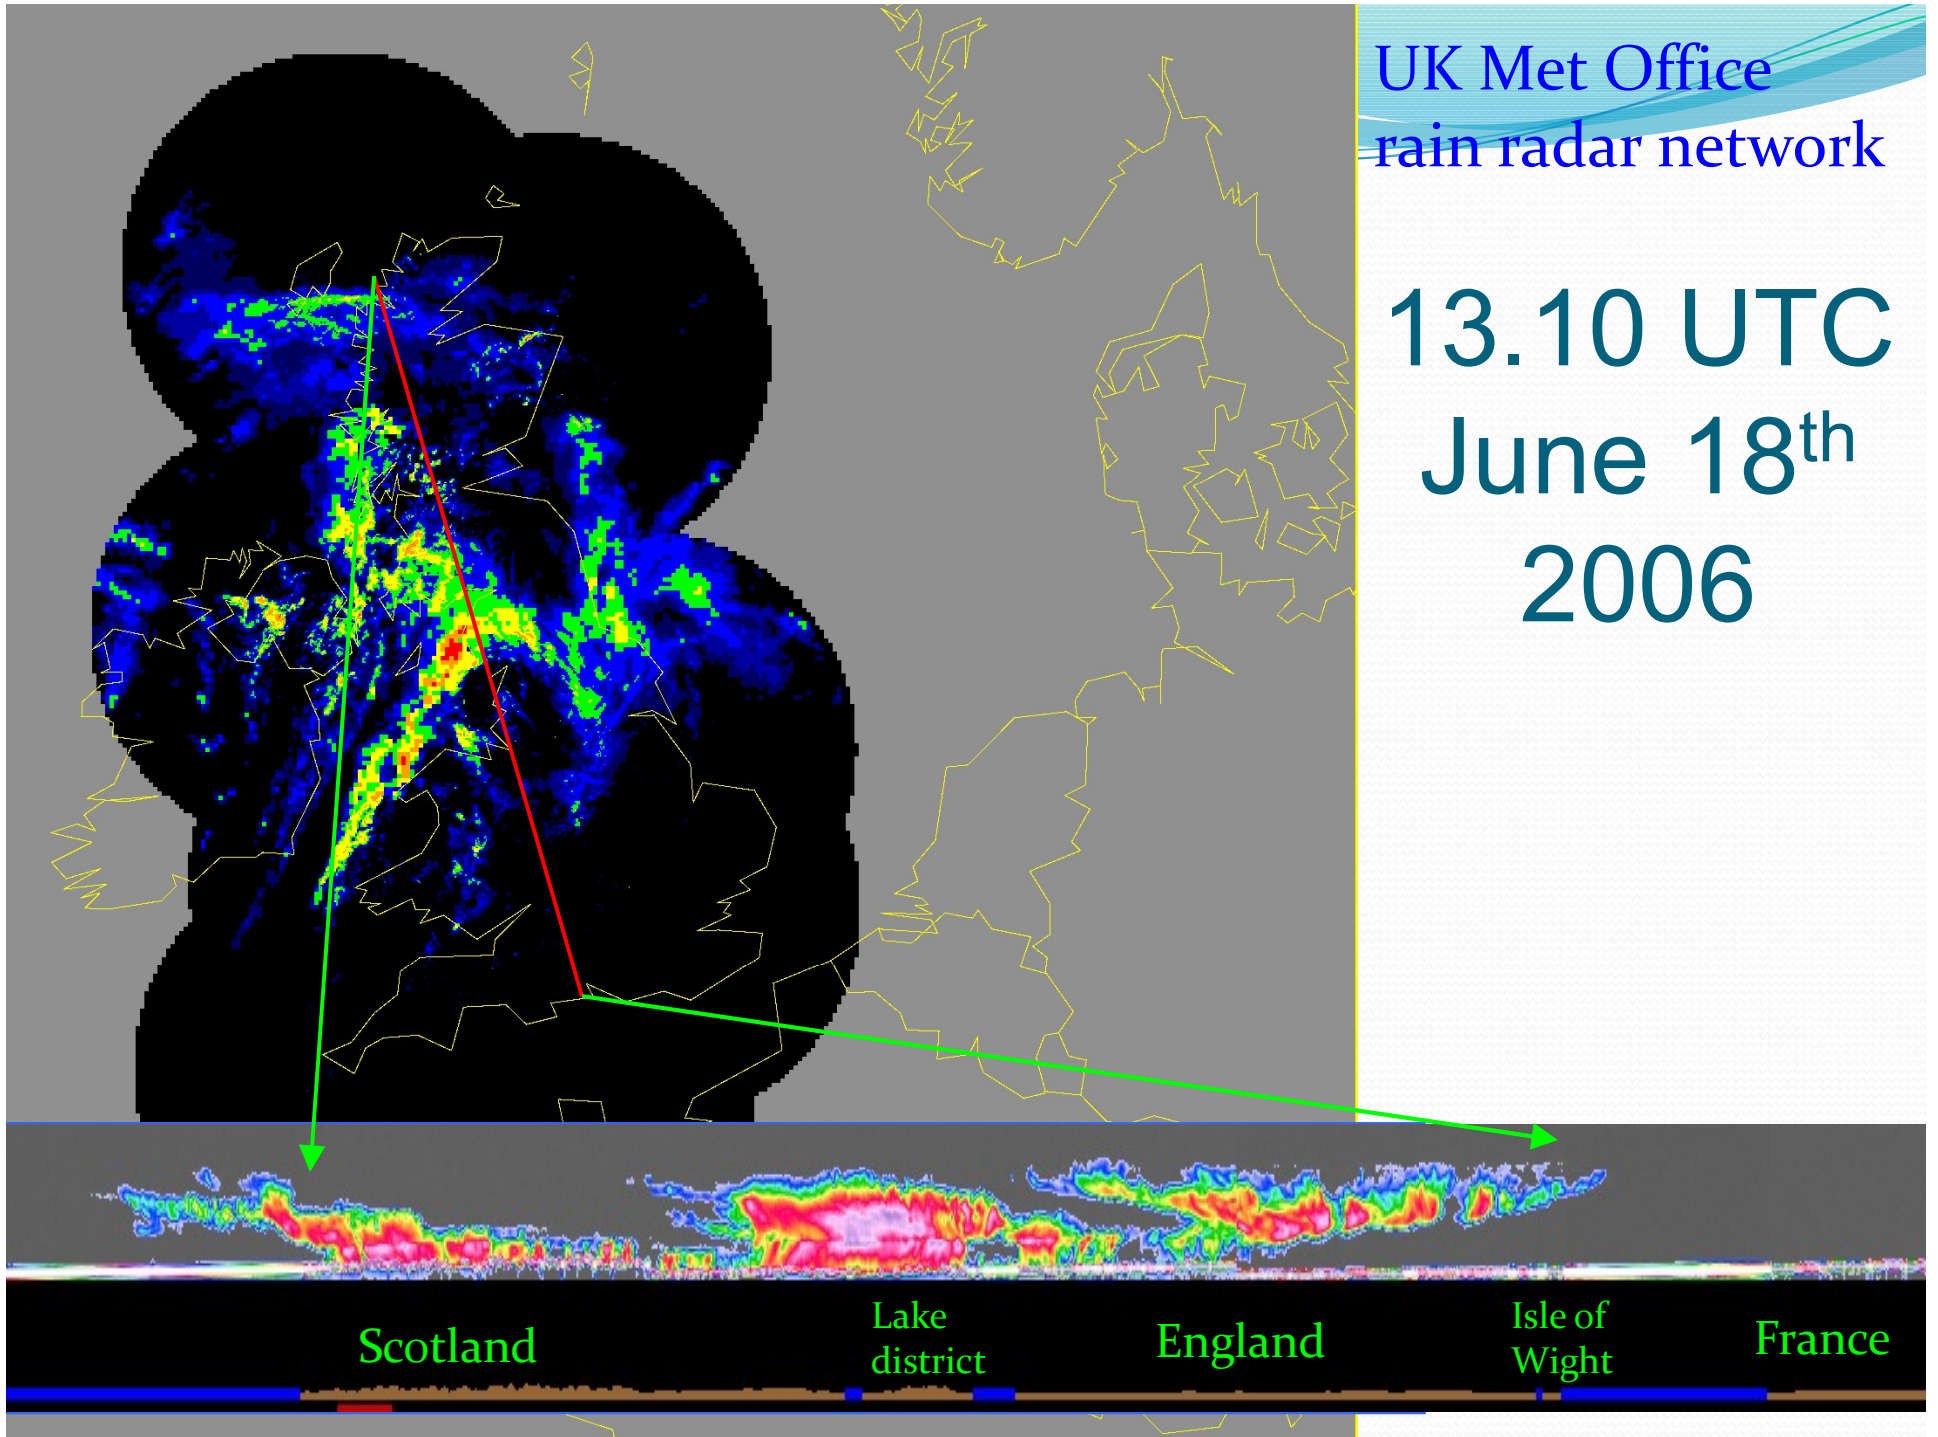 UK Met Office
rain radar network
13.10 UTC
June 18th
2006
Scotland
Lake
district
England
Isle of
Wight
France